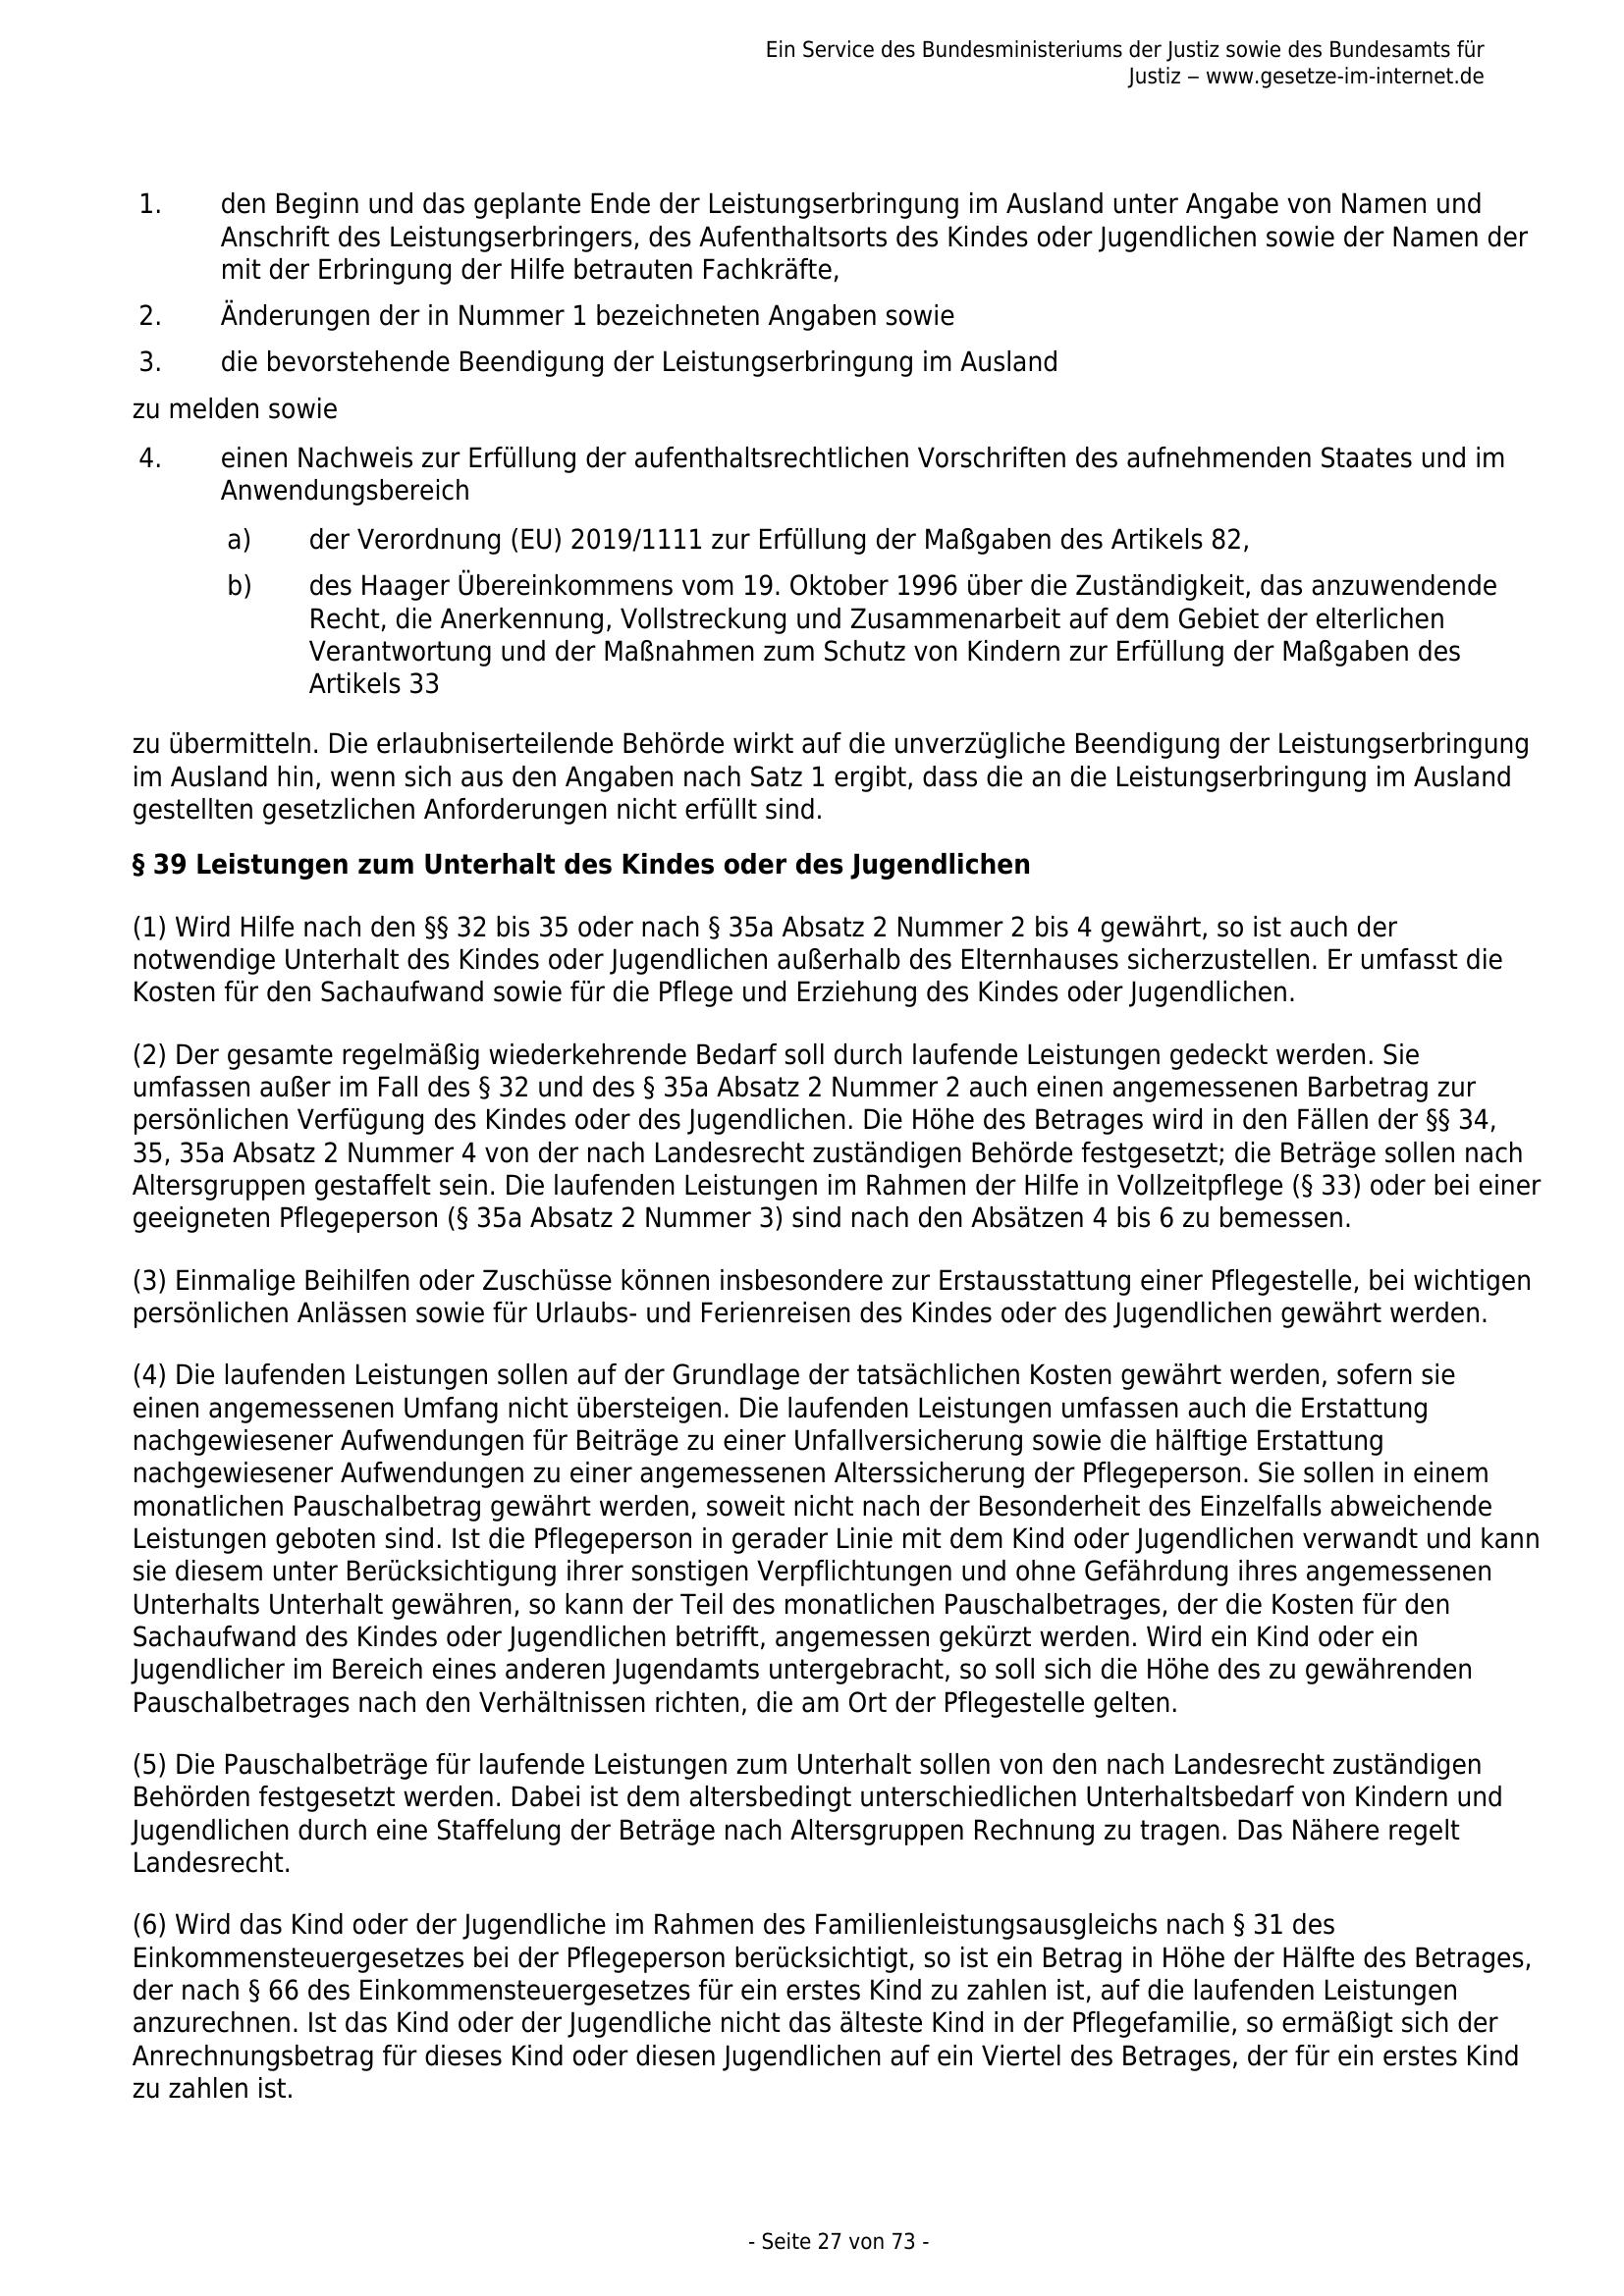 Ein Service des Bundesministeriums der Justiz sowie des Bundesamts für
Justiz ‒ www.gesetze-im-internet.de
1. den Beginn und das geplante Ende der Leistungserbringung im Ausland unter Angabe von Namen und
Anschrift des Leistungserbringers, des Aufenthaltsorts des Kindes oder Jugendlichen sowie der Namen der
mit der Erbringung der Hilfe betrauten Fachkräfte,
2. Änderungen der in Nummer 1 bezeichneten Angaben sowie
3. die bevorstehende Beendigung der Leistungserbringung im Ausland
zu melden sowie
4. einen Nachweis zur Erfüllung der aufenthaltsrechtlichen Vorschriften des aufnehmenden Staates und im
Anwendungsbereich
a) der Verordnung (EU) 2019/1111 zur Erfüllung der Maßgaben des Artikels 82,
b) des Haager Übereinkommens vom 19. Oktober 1996 über die Zuständigkeit, das anzuwendende
Recht, die Anerkennung, Vollstreckung und Zusammenarbeit auf dem Gebiet der elterlichen
Verantwortung und der Maßnahmen zum Schutz von Kindern zur Erfüllung der Maßgaben des
Artikels 33
zu übermitteln. Die erlaubniserteilende Behörde wirkt auf die unverzügliche Beendigung der Leistungserbringung
im Ausland hin, wenn sich aus den Angaben nach Satz 1 ergibt, dass die an die Leistungserbringung im Ausland
gestellten gesetzlichen Anforderungen nicht erfüllt sind.
§ 39 Leistungen zum Unterhalt des Kindes oder des Jugendlichen
(1) Wird Hilfe nach den §§ 32 bis 35 oder nach § 35a Absatz 2 Nummer 2 bis 4 gewährt, so ist auch der
notwendige Unterhalt des Kindes oder Jugendlichen außerhalb des Elternhauses sicherzustellen. Er umfasst die
Kosten für den Sachaufwand sowie für die Pflege und Erziehung des Kindes oder Jugendlichen.
(2) Der gesamte regelmäßig wiederkehrende Bedarf soll durch laufende Leistungen gedeckt werden. Sie
umfassen außer im Fall des § 32 und des § 35a Absatz 2 Nummer 2 auch einen angemessenen Barbetrag zur
persönlichen Verfügung des Kindes oder des Jugendlichen. Die Höhe des Betrages wird in den Fällen der §§ 34,
35, 35a Absatz 2 Nummer 4 von der nach Landesrecht zuständigen Behörde festgesetzt; die Beträge sollen nach
Altersgruppen gestaffelt sein. Die laufenden Leistungen im Rahmen der Hilfe in Vollzeitpflege (§ 33) oder bei einer
geeigneten Pflegeperson (§ 35a Absatz 2 Nummer 3) sind nach den Absätzen 4 bis 6 zu bemessen.
(3) Einmalige Beihilfen oder Zuschüsse können insbesondere zur Erstausstattung einer Pflegestelle, bei wichtigen
persönlichen Anlässen sowie für Urlaubs- und Ferienreisen des Kindes oder des Jugendlichen gewährt werden.
(4) Die laufenden Leistungen sollen auf der Grundlage der tatsächlichen Kosten gewährt werden, sofern sie
einen angemessenen Umfang nicht übersteigen. Die laufenden Leistungen umfassen auch die Erstattung
nachgewiesener Aufwendungen für Beiträge zu einer Unfallversicherung sowie die hälftige Erstattung
nachgewiesener Aufwendungen zu einer angemessenen Alterssicherung der Pflegeperson. Sie sollen in einem
monatlichen Pauschalbetrag gewährt werden, soweit nicht nach der Besonderheit des Einzelfalls abweichende
Leistungen geboten sind. Ist die Pflegeperson in gerader Linie mit dem Kind oder Jugendlichen verwandt und kann
sie diesem unter Berücksichtigung ihrer sonstigen Verpflichtungen und ohne Gefährdung ihres angemessenen
Unterhalts Unterhalt gewähren, so kann der Teil des monatlichen Pauschalbetrages, der die Kosten für den
Sachaufwand des Kindes oder Jugendlichen betrifft, angemessen gekürzt werden. Wird ein Kind oder ein
Jugendlicher im Bereich eines anderen Jugendamts untergebracht, so soll sich die Höhe des zu gewährenden
Pauschalbetrages nach den Verhältnissen richten, die am Ort der Pflegestelle gelten.
(5) Die Pauschalbeträge für laufende Leistungen zum Unterhalt sollen von den nach Landesrecht zuständigen
Behörden festgesetzt werden. Dabei ist dem altersbedingt unterschiedlichen Unterhaltsbedarf von Kindern und
Jugendlichen durch eine Staffelung der Beträge nach Altersgruppen Rechnung zu tragen. Das Nähere regelt
Landesrecht.
(6) Wird das Kind oder der Jugendliche im Rahmen des Familienleistungsausgleichs nach § 31 des
Einkommensteuergesetzes bei der Pflegeperson berücksichtigt, so ist ein Betrag in Höhe der Hälfte des Betrages,
der nach § 66 des Einkommensteuergesetzes für ein erstes Kind zu zahlen ist, auf die laufenden Leistungen
anzurechnen. Ist das Kind oder der Jugendliche nicht das älteste Kind in der Pflegefamilie, so ermäßigt sich der
Anrechnungsbetrag für dieses Kind oder diesen Jugendlichen auf ein Viertel des Betrages, der für ein erstes Kind
zu zahlen ist.
- Seite 27 von 73 -